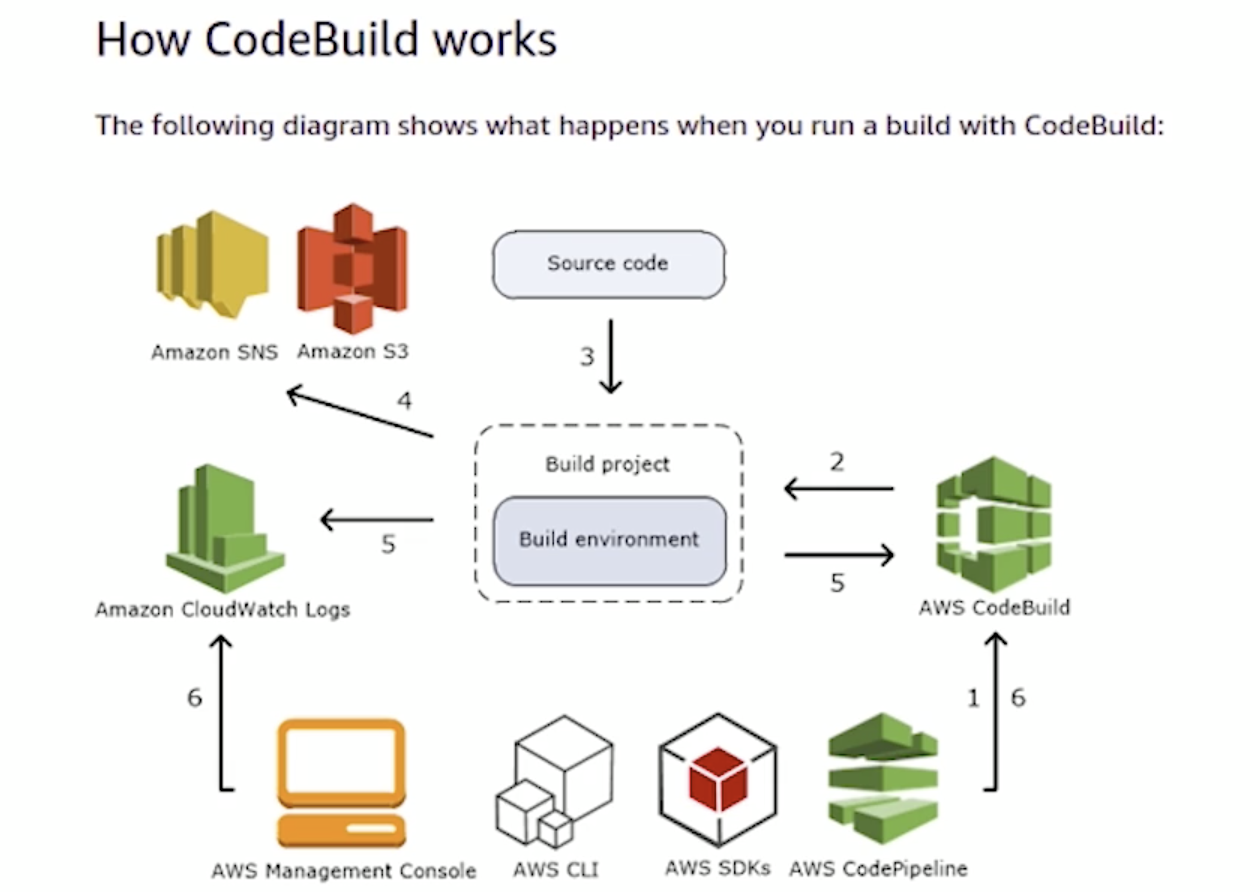 How CodeBuild works
The following diagram shows what happens when you run a build with CodeBuild:
Source code
Amazon SNS
Amazon S3
3
4
Build project
2
Build environment
5
5
Amazon CloudWatch Logs
AWS CodeBuild
6
1
6
AWS Management Console
AWS CLI
AWS SDKs
AWS CodePipeline